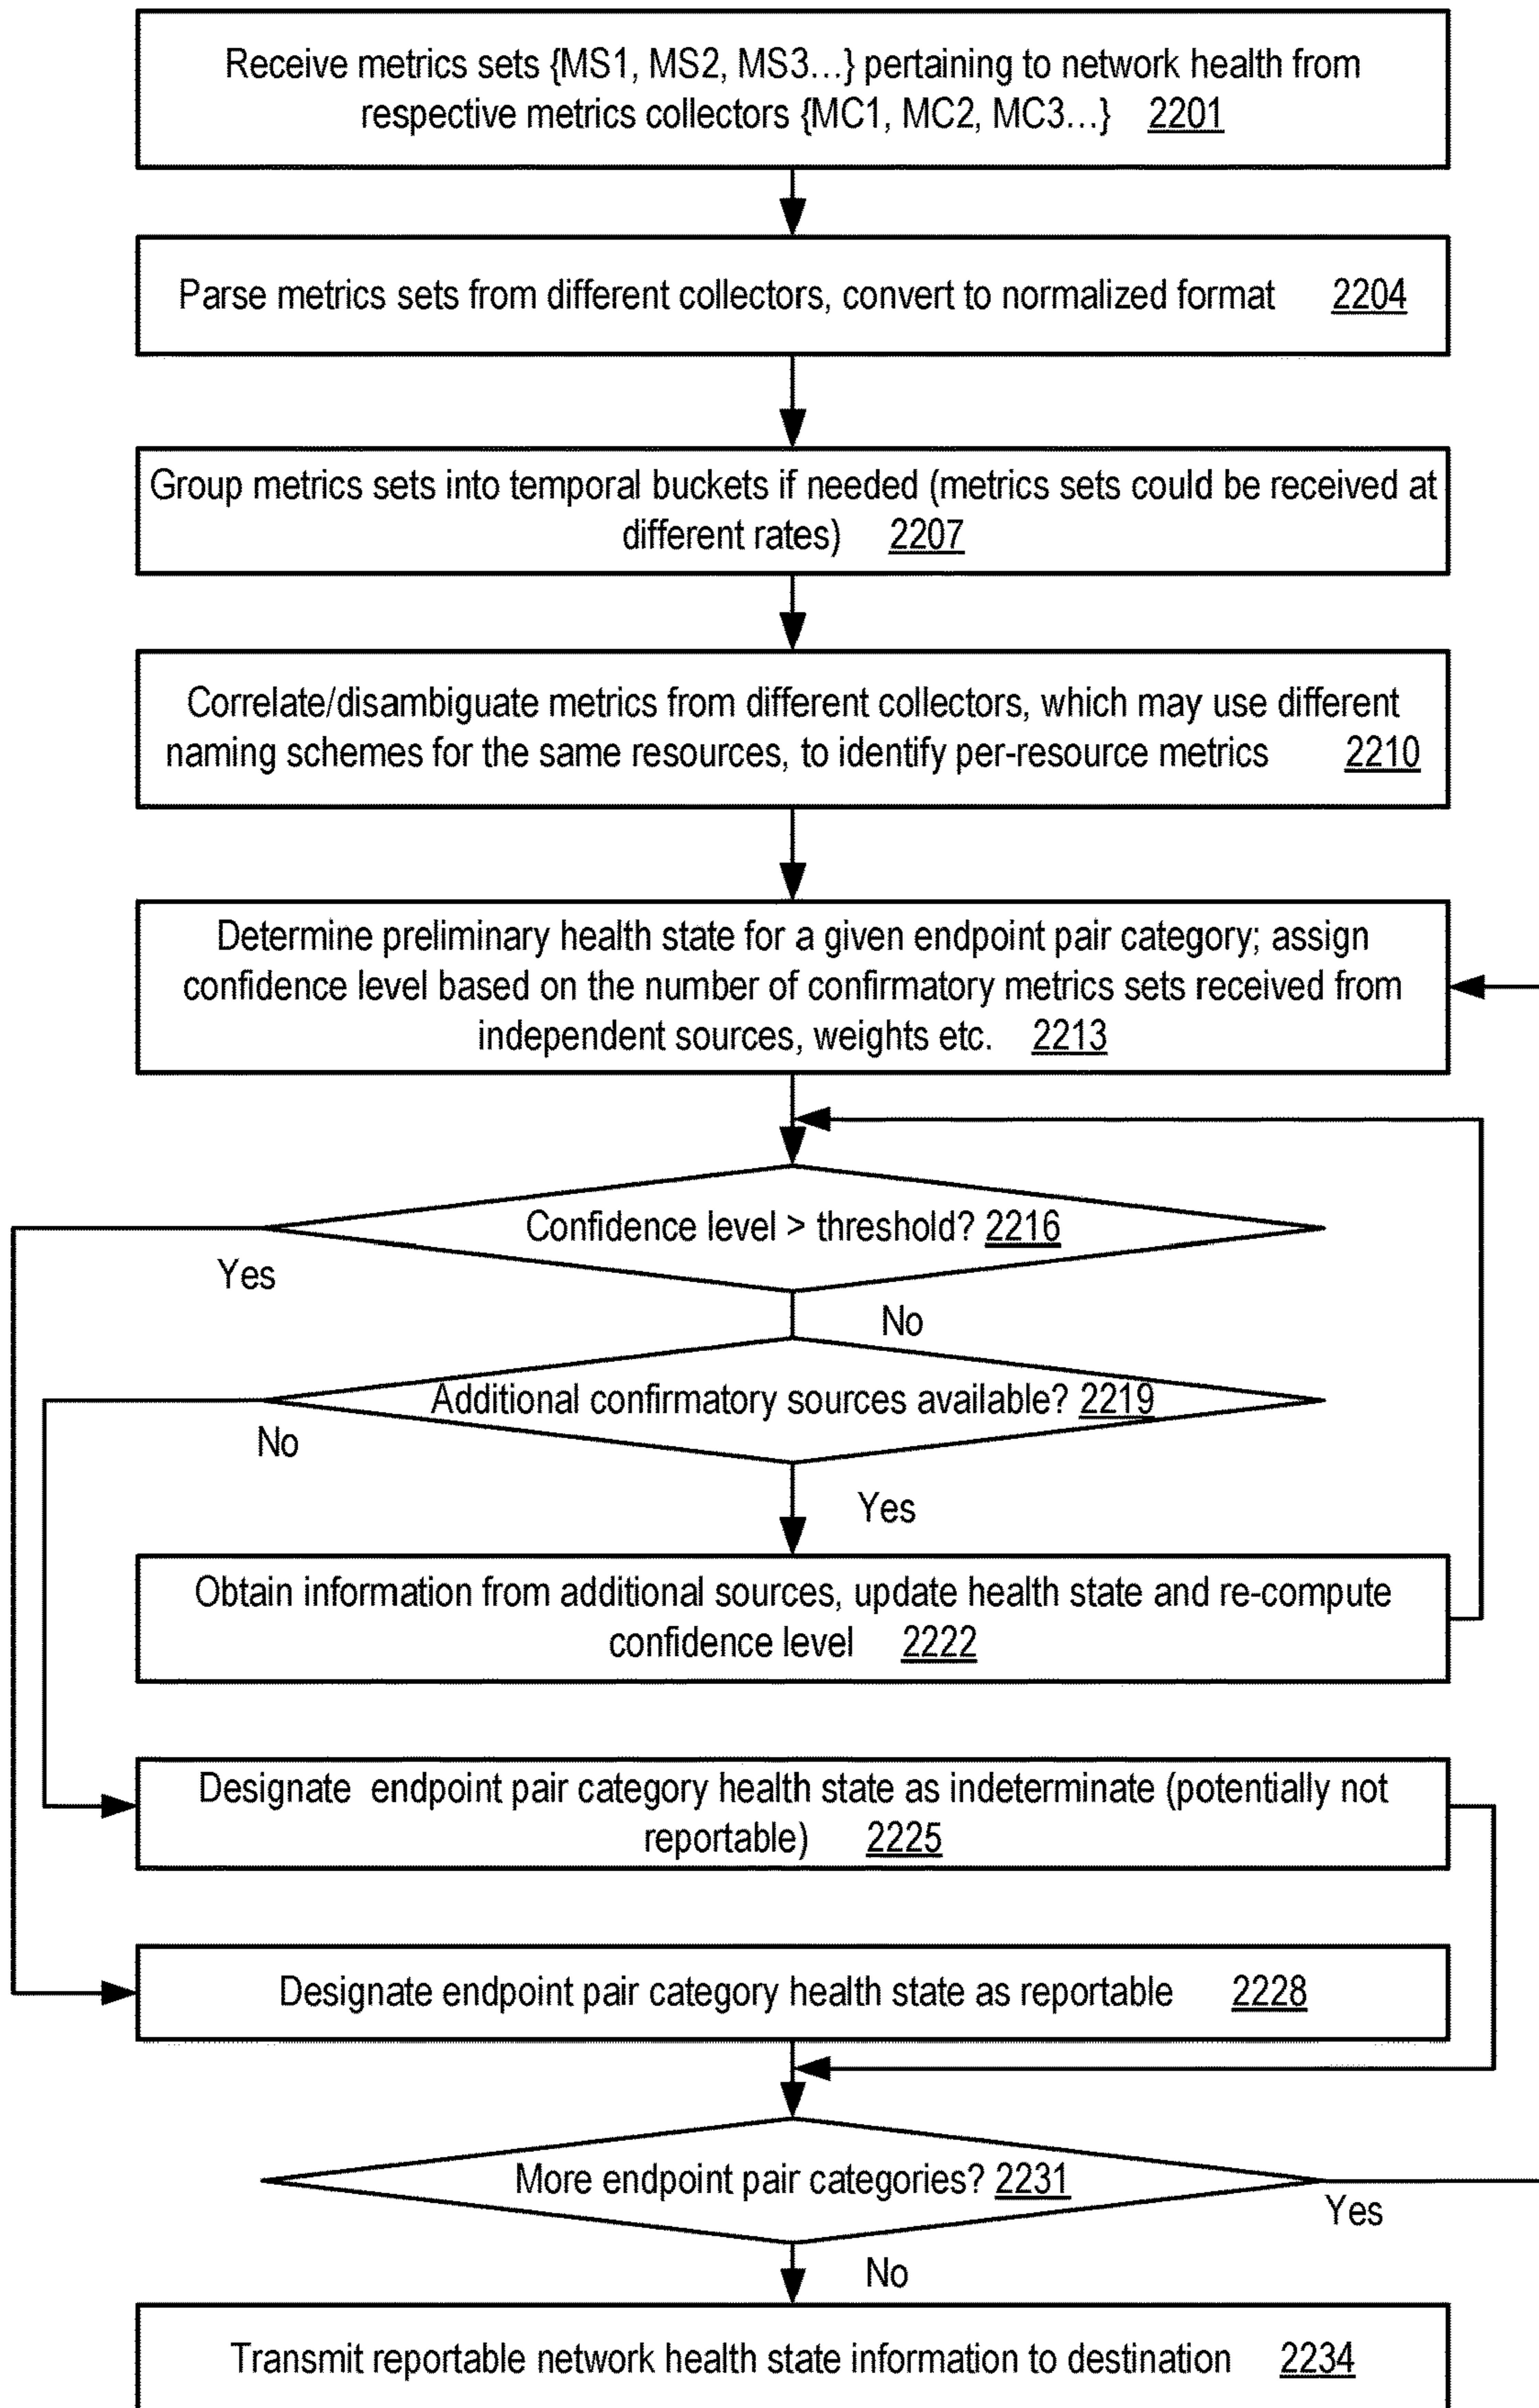 Receive metrics sets {MS1, MS2, MS3…} pertaining to network health from
respective metrics collectors {MC1, MC2, MC3…} 2201
Parse metrics sets from different collectors, convert to normalized format 2204
Group metrics sets into temporal buckets if needed (metrics sets could be received at
different rates) 2207
Correlate/disambiguate metrics from different collectors, which may use different
naming schemes for the same resources, to identify per-resource metrics 2210
Determine preliminary health state for a given endpoint pair category; assign
confidence level based on the number of confirmatory metrics sets received from
independent sources, weights etc. 2213
Confidence level > threshold? 2216
Yes
No
Additional confirmatory sources available? 2219
No
Yes
Obtain information from additional sources, update health state and re-compute
confidence level 2222
Designate endpoint pair category health state as indeterminate (potentially not
reportable) 2225
Designate endpoint pair category health state as reportable 2228
More endpoint pair categories? 2231
Yes
No
Transmit reportable network health state information to destination 2234